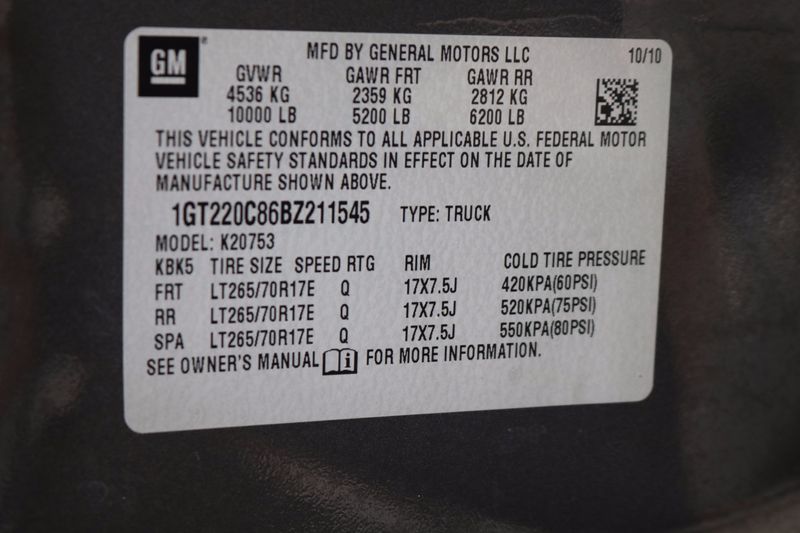 GM
MFD BY GENERAL MOTORS LLC 10/10
GVWR GAWR FRT GAWR RR
4536 KG 2359 KG 2812 KG
10000 LB 5200 LB 6200 LB
THIS VEHICLE CONFORMS TO ALL APPLICABLE U.S. FEDERAL MOTOR
VEHICLE SAFETY STANDARDS IN EFFECT ON THE DATE OF
MANUFACTURE SHOWN ABOVE.
1GT220C86BZ211545 TYPE: TRUCK
MODEL: K20753
KBK5 TIRE SIZE SPEED RTG RIM COLD TIRE PRESSURE
FRT LT265/70R17E Q 17X7.5J 420KPA(60PSI)
RR LT265/70R17E Q 17X7.5J 520KPA(75PSI)
SPA LT265/70R17E Q 17X7.5J 550KPA(80PSI)
SEE OWNER'S MANUAL i FOR MORE INFORMATION.